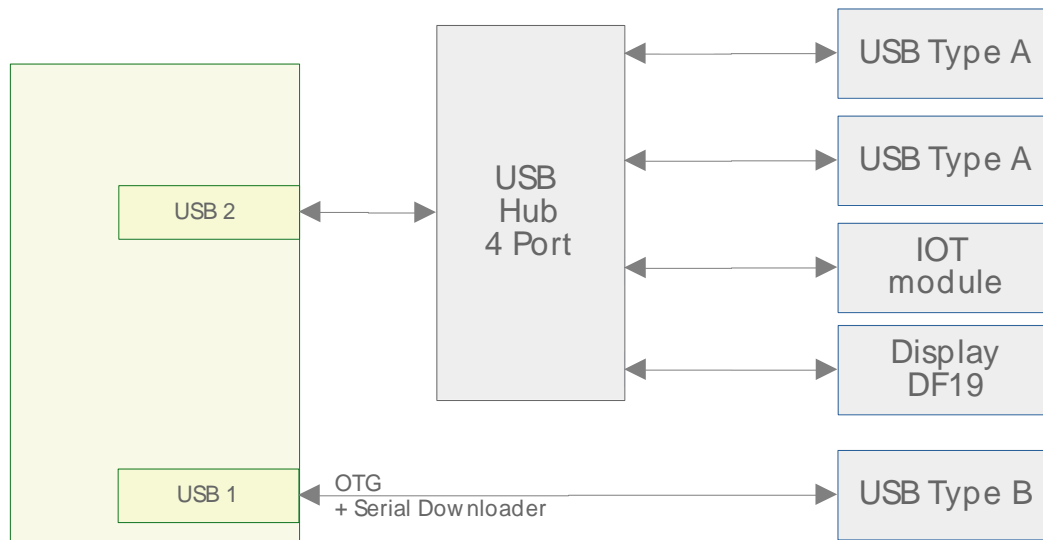 USB Type A
USB Type A
USB 2
USB
Hub
4 Port
IOT
module
Display
DF19
USB 1
OTG
+ Serial Downloader
USB Type B